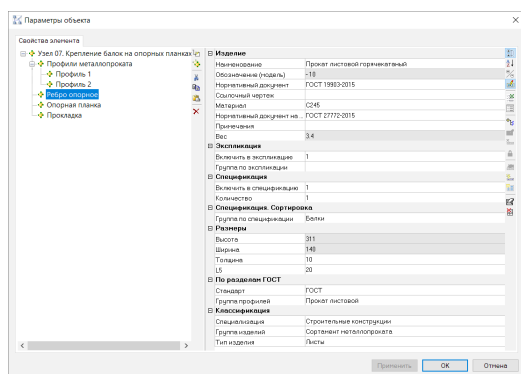 Параметры объекта
Свойства элемента
Узел 07. Крепление балок на опорных планках
Профили металлопроката
Профиль 1
Профиль 2
Ребро опорное
Опорная планка
Прокладка
Изделие
Наименование Прокат листовой горячекатаный
Обозначение (модель) -10
Нормативный документ ГОСТ 19903-2015
Ссылочный чертеж
Материал С245
Нормативный документ на ... ГОСТ 27772-2015
Примечания
Вес 3.4
Экспликация
Включить в экспликацию 1
Группа по экспликации
Спецификация
Включить в спецификацию 1
Количество 1
Спецификация. Сортировка
Группа по спецификации Балки
Размеры
Высота 311
Ширина 140
Толщина 10
L5 20
По разделам ГОСТ
Стандарт ГОСТ
Группа профилей Прокат листовой
Классификация
Специализация Строительные конструкции
Группа изделий Сортамент металлопроката
Тип изделия Листы
Применить OK Отмена